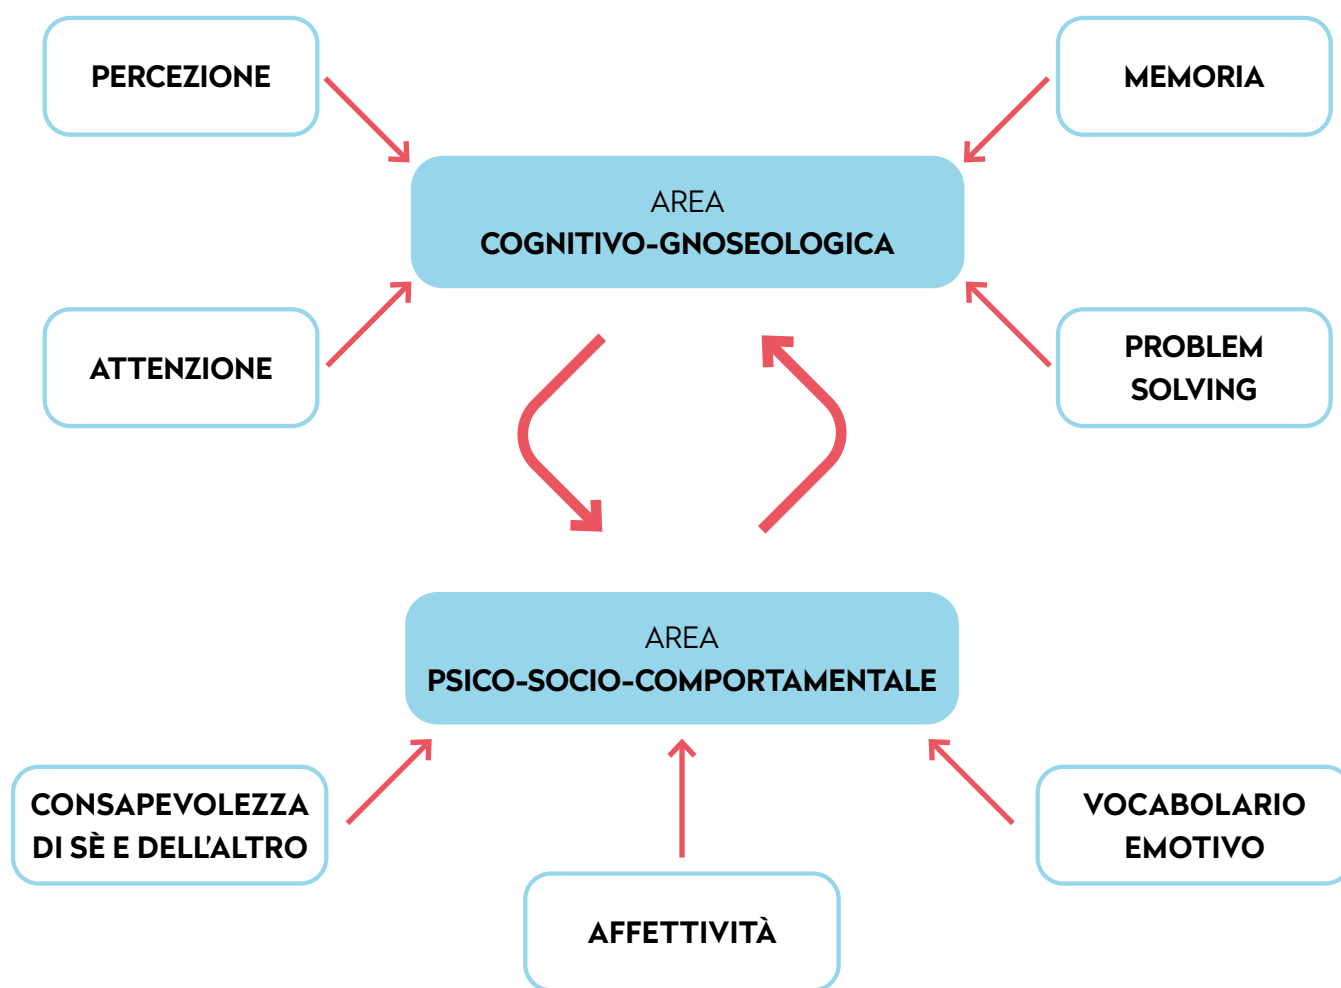 PERCEZIONE
MEMORIA
AREA
COGNITIVO-GNOSEOLOGICA
ATTENZIONE
PROBLEM
SOLVING
AREA
PSICO-SOCIO-COMPORTAMENTALE
CONSAPEVOLEZZA
DI SÈ E DELL'ALTRO
VOCABOLARIO
EMOTIVO
AFFETTIVITÀ